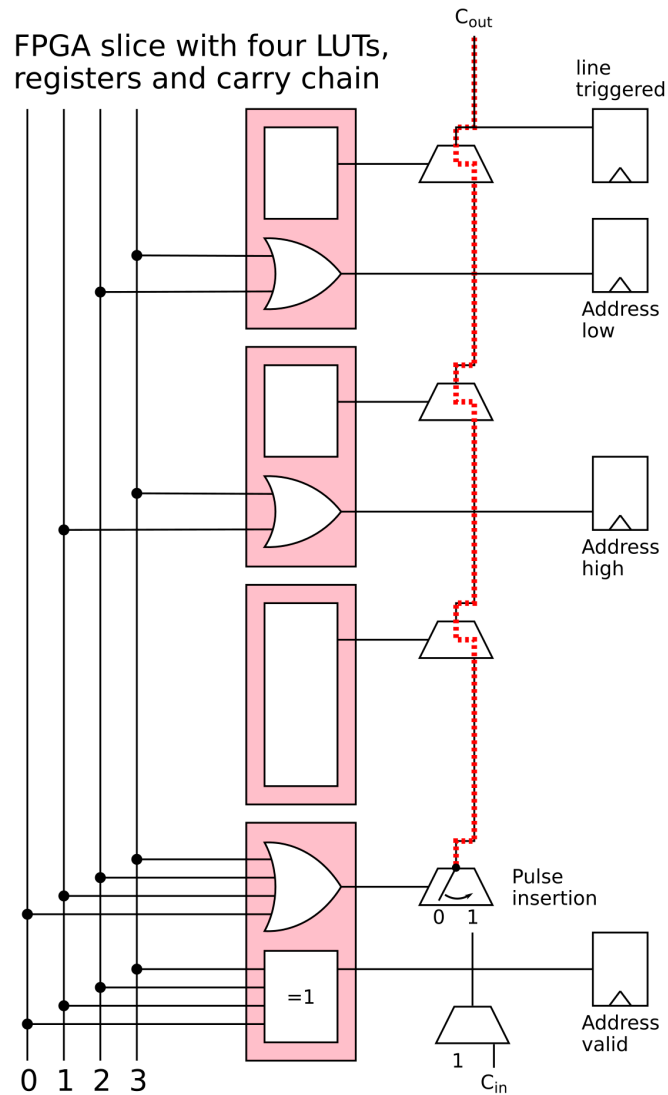 C_out
FPGA slice with four LUTs,
registers and carry chain
line
triggered
Address
low
Address
high
Pulse
insertion
0 1
=1
Address
valid
1
C_in
0 1 2 3